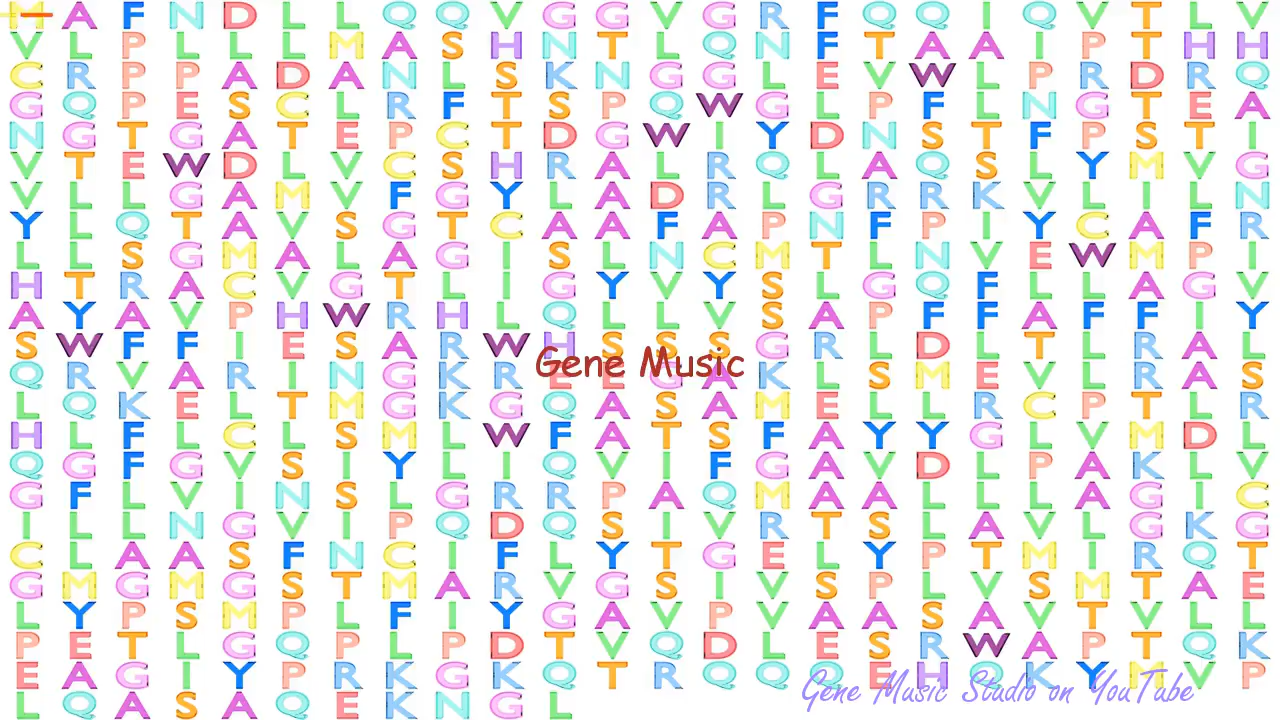 M A F N D L L Q Q V G G V G R F Q Q I Q V T L V
V L P L L L M A S H N T L Q N F T A A I P T H H
C R P P A D A N L S K N G G L E V W L P R D R Q
G Q P E S C L R F T S P Q W G L P F L N G T E A
N G T G A T E P C T D G W I Y D N S T F P S T I
V T E W D L V C S H R A L R Q L A Q S L Y M V G
V L L G A M V F G Y L A D R L G R R K V L I L N
Y L Q T A V S G T C A A F A P N F P I Y C A F R
L L S G M A L A G I S L N C M T L N V E W M P I
H T R A C V G T L I G Y V Y S L G Q F L L A G V
A Y A V P H W R H L Q L L V S A P F F A F F I Y
S W F F I E S A R W H S S S G R L D L T L I A L
Gene Music
Q R V A R I N G K R E G A K L S M E V L R A S
L Q K E L T M G K G Q A S A M E L L R C P T L R
H L F L C L S M L W F A T S F A Y Y G L V M D L
Q G F G V S I Y L I Q V I F G A V D L P A K L V
G F L V I N S L G R R P A Q M A A L L L A G I C
I L L N G V I P Q D Q S I V R T S L A V L G K G
C L A A S F N C I F L Y T G E L Y P T M I R Q T
G M G M G S T M A R V G S I V S P L V S M T A E
L Y P S M P L F I Y G A V P L A A S A V T V L L
P E T L G Q P L P D T V Q D L E S R W A P T Q K
E A G I Y P R K G K Q T R Q Q E H Q K Y M V P
Gene Music Studio on YouTube
L Q A S A Q E K N G L